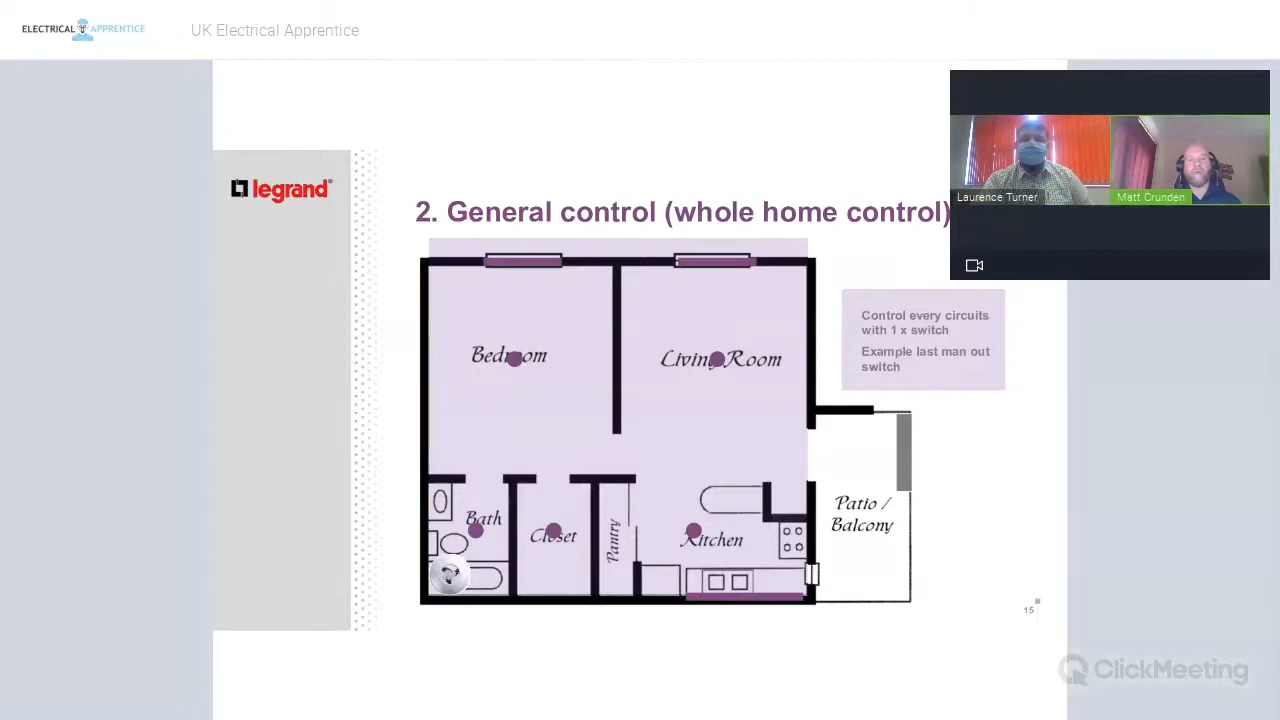 ELECTRICAL APPRENTICE
UK Electrical Apprentice
legrand®
2. General control (whole home control)
Laurence Turner
Matt Crunden
Control every circuits
with 1 x switch
Example last man out
switch
Bedroom
Living Room
Patio /
Balcony
Bath
Closet
Pantry
Kitchen
15
ClickMeeting